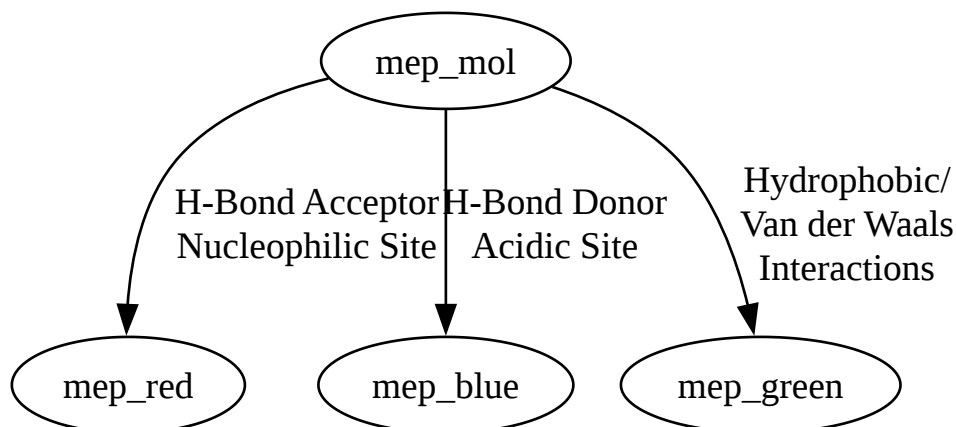 mep_mol
H-Bond Acceptor
Nucleophilic Site
H-Bond Donor
Acidic Site
Hydrophobic/
Van der Waals
Interactions
mep_red
mep_blue
mep_green